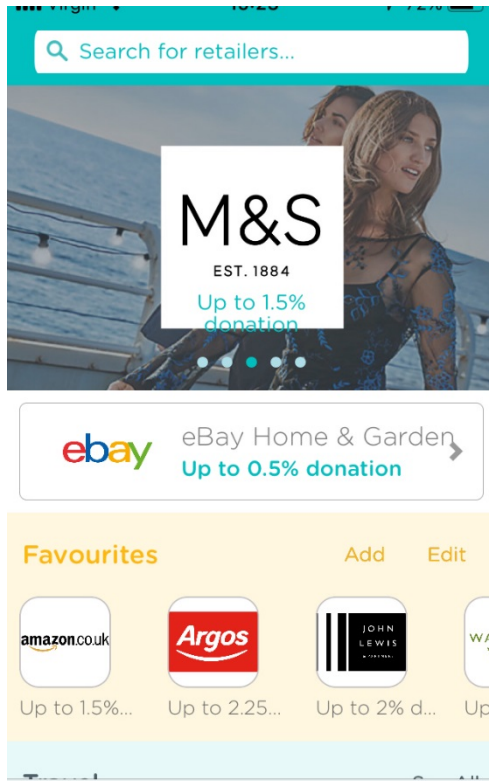 Search for retailers...
M&S
EST. 1884
Up to 1.5%
donation
ebay
eBay Home & Garden
Up to 0.5% donation
Favourites
Add
Edit
amazon.co.uk
Argos
JOHN
LEWIS
Up to 1.5%...
Up to 2.25...
Up to 2% d...
Up